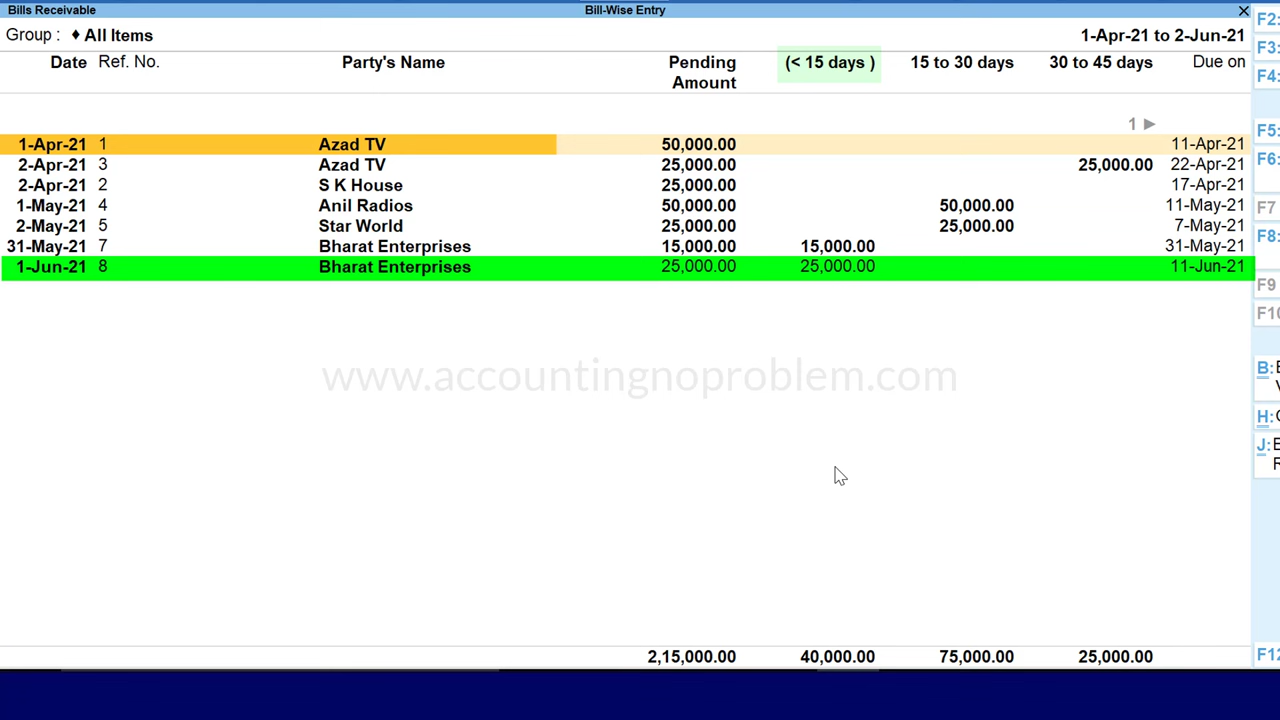 Bills Receivable Bill-Wise Entry ×
Group : ♦ All Items 1-Apr-21 to 2-Jun-21
Date Ref. No. Party's Name Pending Amount (< 15 days ) 15 to 30 days 30 to 45 days Due on
1 ▶
1-Apr-21 1 Azad TV 50,000.00 11-Apr-21
2-Apr-21 3 Azad TV 25,000.00 25,000.00 22-Apr-21
2-Apr-21 2 S K House 25,000.00 17-Apr-21
1-May-21 4 Anil Radios 50,000.00 50,000.00 11-May-21
2-May-21 5 Star World 25,000.00 25,000.00 7-May-21
31-May-21 7 Bharat Enterprises 15,000.00 15,000.00 31-May-21
1-Jun-21 8 Bharat Enterprises 25,000.00 25,000.00 11-Jun-21
www.accountingnoproblem.com
2,15,000.00 40,000.00 75,000.00 25,000.00
F2:
F3:
F4:
F5:
F6:
F7
F8:
F9
F10
B:
H:
J:
F12